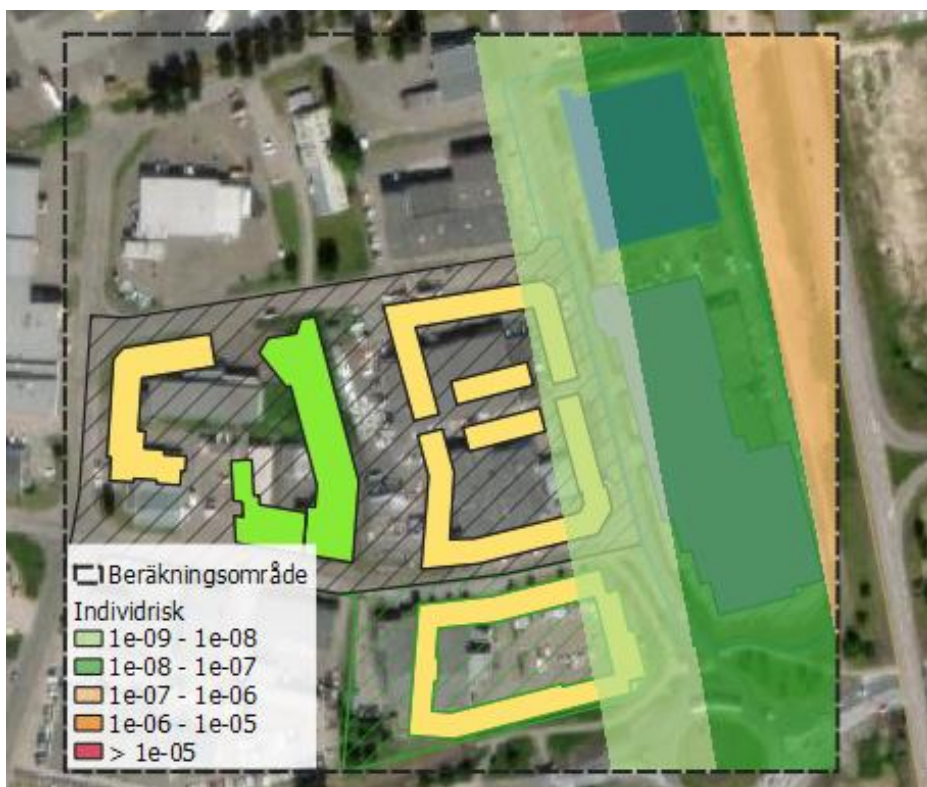 Beräkningsområde
Individrisk
1e-09 - 1e-08
1e-08 - 1e-07
1e-07 - 1e-06
1e-06 - 1e-05
> 1e-05